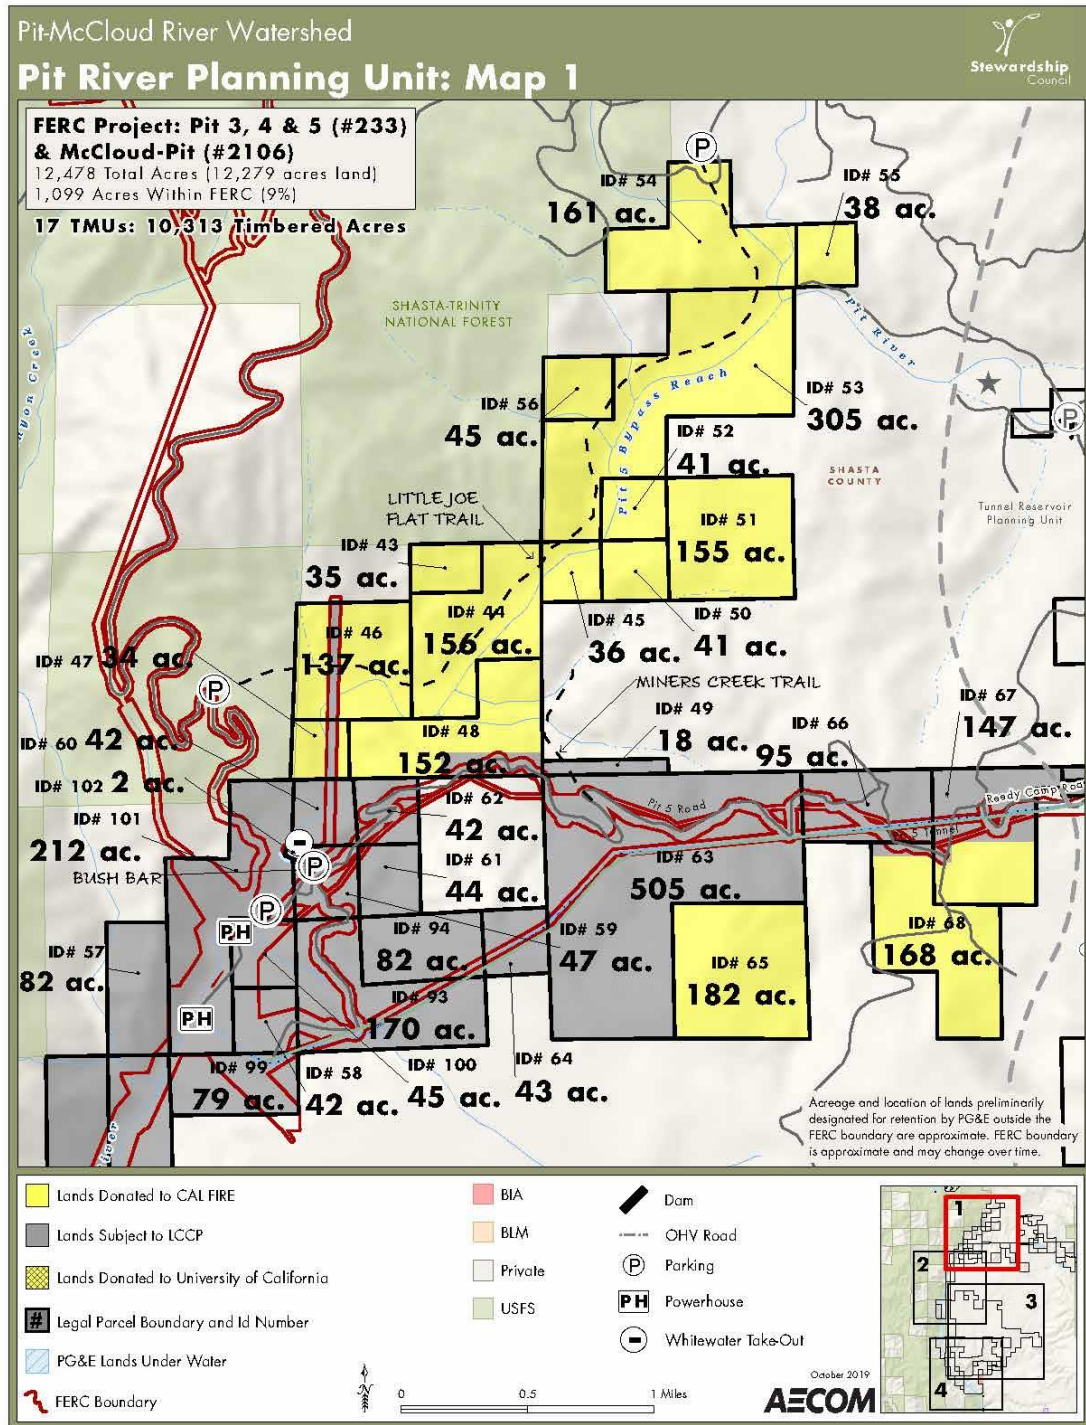 Pit-McCloud River Watershed
Pit River Planning Unit: Map 1
Stewardship
Council
FERC Project: Pit 3, 4 & 5 (#233)
& McCloud-Pit (#2106)
12,478 Total Acres (12,279 acres land)
1,099 Acres Within FERC (9%)
17 TMUs: 10,313 Timbered Acres
P
ID# 54
161 ac.
ID# 55
38 ac.
SHASTA-TRINITY
NATIONAL FOREST
Pit River
yon Creek
Pit 5 Bypass Reach
ID# 53
305 ac.
ID# 56
45 ac.
P
ID# 52
41 ac.
SHASTA
COUNTY
LITTLE JOE
FLAT TRAIL
Tunnel Reservoir
Planning Unit
ID# 51
155 ac.
ID# 43
35 ac.
ID# 44
156 ac.
ID# 45
36 ac.
ID# 50
41 ac.
ID# 46
137 ac.
ID# 47 34 ac.
P
MINERS CREEK TRAIL
ID# 49
18 ac.
ID# 67
147 ac.
ID# 66
95 ac.
ID# 48
152 ac.
ID# 60 42 ac.
ID# 102 2 ac.
Pit 5 Road
Reedy Camp Roa
5 Tunnel
ID# 62
42 ac.
ID# 101
212 ac.
BUSH BAR
P
ID# 61
44 ac.
ID# 63
505 ac.
P
PH
ID# 94
82 ac.
ID# 59
47 ac.
ID# 68
168 ac.
ID# 57
82 ac.
ID# 65
182 ac.
PH
ID# 93
170 ac.
ID# 99
79 ac.
ID# 58
42 ac.
ID# 100
45 ac.
ID# 64
43 ac.
iver
Acreage and location of lands preliminarily
designated for retention by PG&E outside the
FERC boundary are approximate. FERC boundary
is approximate and may change over time.
Lands Donated to CAL FIRE
Lands Subject to LCCP
Lands Donated to University of California
# Legal Parcel Boundary and Id Number
PG&E Lands Under Water
FERC Boundary
BIA
BLM
Private
USFS
Dam
OHV Road
P Parking
PH Powerhouse
Whitewater Take-Out
N
0 0.5 1 Miles
October 2019
AECOM
1
2
3
4